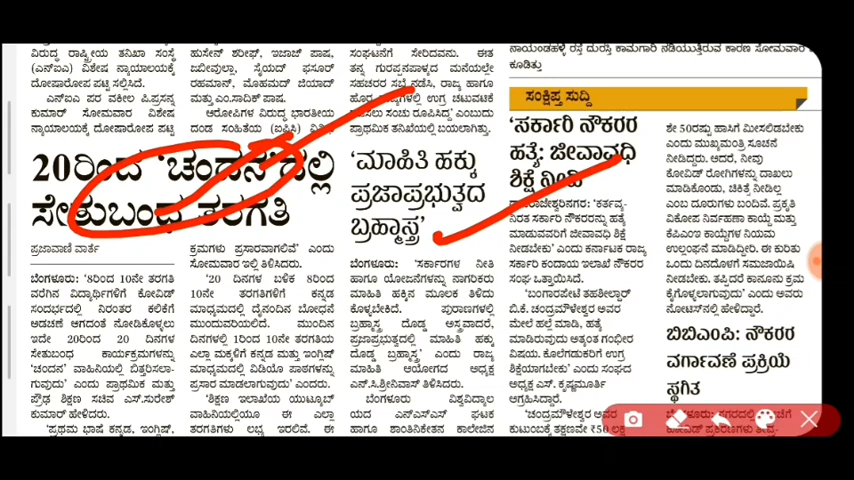 ವಿರುದ್ಧ ರಾಷ್ಟ್ರೀಯ ತನಿಖಾ ಸಂಸ್ಥೆ
(ಎನ್‌ಐಎ) ವಿಶೇಷ ನ್ಯಾಯಾಲಯಕ್ಕೆ
ದೋಷಾರೋಪ ಪಟ್ಟಿ ಸಲ್ಲಿಸಿದೆ.
ಎನ್‌ಐಎ ಪರ ವಕೀಲ ಪಿ.ಪ್ರಸನ್ನ
ಕುಮಾರ್ ಸೋಮವಾರ ವಿಶೇಷ
ನ್ಯಾಯಾಲಯಕ್ಕೆ ದೋಷಾರೋಪ ಪಟ್ಟಿ
ಹುಸೇನ್ ಶರೀಫ್, ಇಜಾಜ್ ಪಾಷ,
ಜಬೀವುಲ್ಲಾ, ಸೈಯದ್ ಫಸೂರ್
ರಹಮಾನ್, ಮೊಹಮದ್ ಜಿಯಾದ್
ಮತ್ತು ಎಂ.ಸಾದಿಕ್ ಪಾಷ.
ಆರೋಪಿಗಳ ವಿರುದ್ಧ ಭಾರತೀಯ
ದಂಡ ಸಂಹಿತೆಯ (ಐಪಿಸಿ) ವಿವಿಧ
ಸಂಘಟನೆಗೆ ಸೇರಿದವನು. ಈತ
ತನ್ನ ಗುರಪ್ಪನಪಾಳ್ಯದ ಮನೆಯಲ್ಲೇ
ಸಹಚರರ ಸಭೆ ನಡೆಸಿ, ರಾಜ್ಯ ಹಾಗೂ
ಉಗ್ರ ಚಟುವಟಿಕೆ
ಸಂಚು ರೂಪಿಸಿದ್ದ' ಎಂಬುದು
ಪ್ರಾಥಮಿಕ ತನಿಖೆಯಲ್ಲಿ ಬಯಲಾಗಿತ್ತು.
ನಾಯಂಡಹಳ್ಳಿ ರಸ್ತೆ ದುರಸ್ತಿ ಕಾಮಗಾರಿ ನಡೆಯುತ್ತಿರುವ ಕಾರಣ ಸೋಮವಾರ
ಕೂಡಿತ್ತು
20ರಿಂದ 'ಚಂದನ'ದಲ್ಲಿ
ಸೇತುಬಂಧ ತರಗತಿ
ಪ್ರಜಾವಾಣಿ ವಾರ್ತೆ
ಬೆಂಗಳೂರು: '8ರಿಂದ 10ನೇ ತರಗತಿ
ವರೆಗಿನ ವಿದ್ಯಾರ್ಥಿಗಳಿಗೆ ಕೋವಿಡ್
ಸಂದರ್ಭದಲ್ಲಿ ನಿರಂತರ ಕಲಿಕೆಗೆ
ಅಡಚಣೆ ಆಗದಂತೆ ನೋಡಿಕೊಳ್ಳಲು
ಇದೇ 20ರಿಂದ 20 ದಿನಗಳ
ಸೇತುಬಂಧ ಕಾರ್ಯಕ್ರಮಗಳನ್ನು
'ಚಂದನ' ವಾಹಿನಿಯಲ್ಲಿ ಬಿತ್ತರಿಸಲಾ-
ಗುವುದು' ಎಂದು ಪ್ರಾಥಮಿಕ ಮತ್ತು
ಪ್ರೌಢ ಶಿಕ್ಷಣ ಸಚಿವ ಎಸ್.ಸುರೇಶ್
ಕುಮಾರ್ ಹೇಳಿದರು.
'ಪ್ರಥಮ ಭಾಷೆ ಕನ್ನಡ, ಇಂಗ್ಲಿಷ್,
ಕ್ರಮಗಳು ಪ್ರಸಾರವಾಗಲಿವೆ' ಎಂದು
ಸೋಮವಾರ ಇಲ್ಲಿ ತಿಳಿಸಿದರು.
'20 ದಿನಗಳ ಬಳಿಕ 8ರಿಂದ
10ನೇ ತರಗತಿಗಳಿಗೆ ಕನ್ನಡ
ಮಾಧ್ಯಮದಲ್ಲಿ ದೈನಂದಿನ ಬೋಧನೆ
ಮುಂದುವರಿಯಲಿದೆ. ಮುಂದಿನ
ದಿನಗಳಲ್ಲಿ 1ರಿಂದ 10ನೇ ತರಗತಿಯ
ಎಲ್ಲಾ ಮಕ್ಕಳಿಗೆ ಕನ್ನಡ ಮತ್ತು ಇಂಗ್ಲಿಷ್
ಮಾಧ್ಯಮದಲ್ಲಿ ವಿಡಿಯೊ ಪಾಠಗಳನ್ನು
ಪ್ರಸಾರ ಮಾಡಲಾಗುವುದು' ಎಂದರು.
'ಶಿಕ್ಷಣ ಇಲಾಖೆಯ ಯುಟ್ಯೂಬ್
ವಾಹಿನಿಯಲ್ಲಿಯೂ ಈ ಎಲ್ಲಾ
ತರಗತಿಗಳು ಲಭ್ಯ ಇರಲಿವೆ. ಈ
'ಮಾಹಿತಿ ಹಕ್ಕು
ಪ್ರಜಾಪ್ರಭುತ್ವದ
ಬ್ರಹ್ಮಾಸ್ತ್ರ'
ಬೆಂಗಳೂರು: 'ಸರ್ಕಾರಗಳ ನೀತಿ
ಹಾಗೂ ಯೋಜನೆಗಳನ್ನು ನಾಗರಿಕರು
ಮಾಹಿತಿ ಹಕ್ಕಿನ ಮೂಲಕ ತಿಳಿದು
ಕೊಳ್ಳಬೇಕಿದೆ. ಪುರಾಣಗಳಲ್ಲಿ
ಬ್ರಹ್ಮಾಸ್ತ್ರ ದೊಡ್ಡ ಅಸ್ತ್ರವಾದರೆ,
ಪ್ರಜಾಪ್ರಭುತ್ವದಲ್ಲಿ ಮಾಹಿತಿ ಹಕ್ಕು
ದೊಡ್ಡ ಬ್ರಹ್ಮಾಸ್ತ್ರ' ಎಂದು ರಾಜ್ಯ
ಮಾಹಿತಿ ಆಯೋಗದ ಅಧ್ಯಕ್ಷ
ಎನ್.ಸಿ.ಶ್ರೀನಿವಾಸ್ ತಿಳಿಸಿದರು.
ಬೆಂಗಳೂರು ವಿಶ್ವವಿದ್ಯಾಲ
ಯದ ಎನ್‌ಎಸ್‌ಎಸ್ ಘಟಕ
ಹಾಗೂ ಶಾಂತಿನಿಕೇತನ ಕಾಲೇಜಿನ
ಸಂಕ್ಷಿಪ್ತ ಸುದ್ದಿ
'ಸರ್ಕಾರಿ ನೌಕರರ
ಹತ್ಯೆ: ಜೀವಾವಧಿ
ಶಿಕ್ಷೆ ನೀಡಿ'
'ಕರ್ತವ್ಯ-
ನಿರತ ಸರ್ಕಾರಿ ನೌಕರರನ್ನು ಹತ್ಯೆ
ಮಾಡುವವರಿಗೆ ಜೀವಾವಧಿ ಶಿಕ್ಷೆ
ನೀಡಬೇಕು' ಎಂದು ಕರ್ನಾಟಕ ರಾಜ್ಯ
ಸರ್ಕಾರಿ ಕಂದಾಯ ಇಲಾಖೆ ನೌಕರರ
ಸಂಘ ಒತ್ತಾಯಿಸಿದೆ.
'ಬಂಗಾರಪೇಟೆ ತಹಶೀಲ್ದಾರ್
ಬಿ.ಕೆ. ಚಂದ್ರಮೌಳೇಶ್ವರ ಅವರ
ಮೇಲೆ ಹಲ್ಲೆ ಮಾಡಿ, ಹತ್ಯೆ
ಮಾಡಿರುವುದು ಅತ್ಯಂತ ಗಂಭೀರ
ವಿಷಯ. ಕೊಲೆಗಡುಕರಿಗೆ ಉಗ್ರ
ಶಿಕ್ಷೆಯಾಗಬೇಕು' ಎಂದು ಸಂಘದ
ಅಧ್ಯಕ್ಷ ಎಸ್. ಕೃಷ್ಣಮೂರ್ತಿ
ಆಗ್ರಹಿಸಿದ್ದಾರೆ.
'ಚಂದ್ರಮೌಳೇಶ್ವರ ಅವರ
ಕುಟುಂಬಕ್ಕೆ ತಕ್ಷಣವೇ ₹50 ಲಕ್ಷ
ಶೇ 50ರಷ್ಟು ಹಾಸಿಗೆ ಮೀಸಲಿಡಬೇಕು
ಎಂದು ಮುಖ್ಯಮಂತ್ರಿ ಸೂಚನೆ
ನೀಡಿದ್ದರು. ಆದರೆ, ನೀವು
ಕೋವಿಡ್ ರೋಗಿಗಳನ್ನು ದಾಖಲು
ಮಾಡಿಕೊಂಡು, ಚಿಕಿತ್ಸೆ ನೀಡಿಲ್ಲ
ಎಂಬ ದೂರುಗಳು ಬಂದಿವೆ. ಪ್ರಕೃತಿ
ವಿಕೋಪ ನಿರ್ವಹಣಾ ಕಾಯ್ದೆ ಮತ್ತು
ಕೆಪಿಎಂಇ ಕಾಯ್ದೆಗಳ ನಿಯಮ
ಉಲ್ಲಂಘನೆ ಮಾಡಿದ್ದೀರಿ. ಈ ಕುರಿತು
ಒಂದು ದಿನದೊಳಗೆ ಸಮಜಾಯಿಷಿ
ನೀಡಬೇಕು. ತಪ್ಪಿದರೆ ಕಾನೂನು ಕ್ರಮ
ಕೈಗೊಳ್ಳಲಾಗುವುದು' ಎಂದು ಅವರು
ನೋಟಿಸ್‌ನಲ್ಲಿ ಹೇಳಿದ್ದಾರೆ.
ಬಿಬಿಎಂಪಿ: ನೌಕರರ
ವರ್ಗಾವಣೆ ಪ್ರಕ್ರಿಯೆ
ಸ್ಥಗಿತ